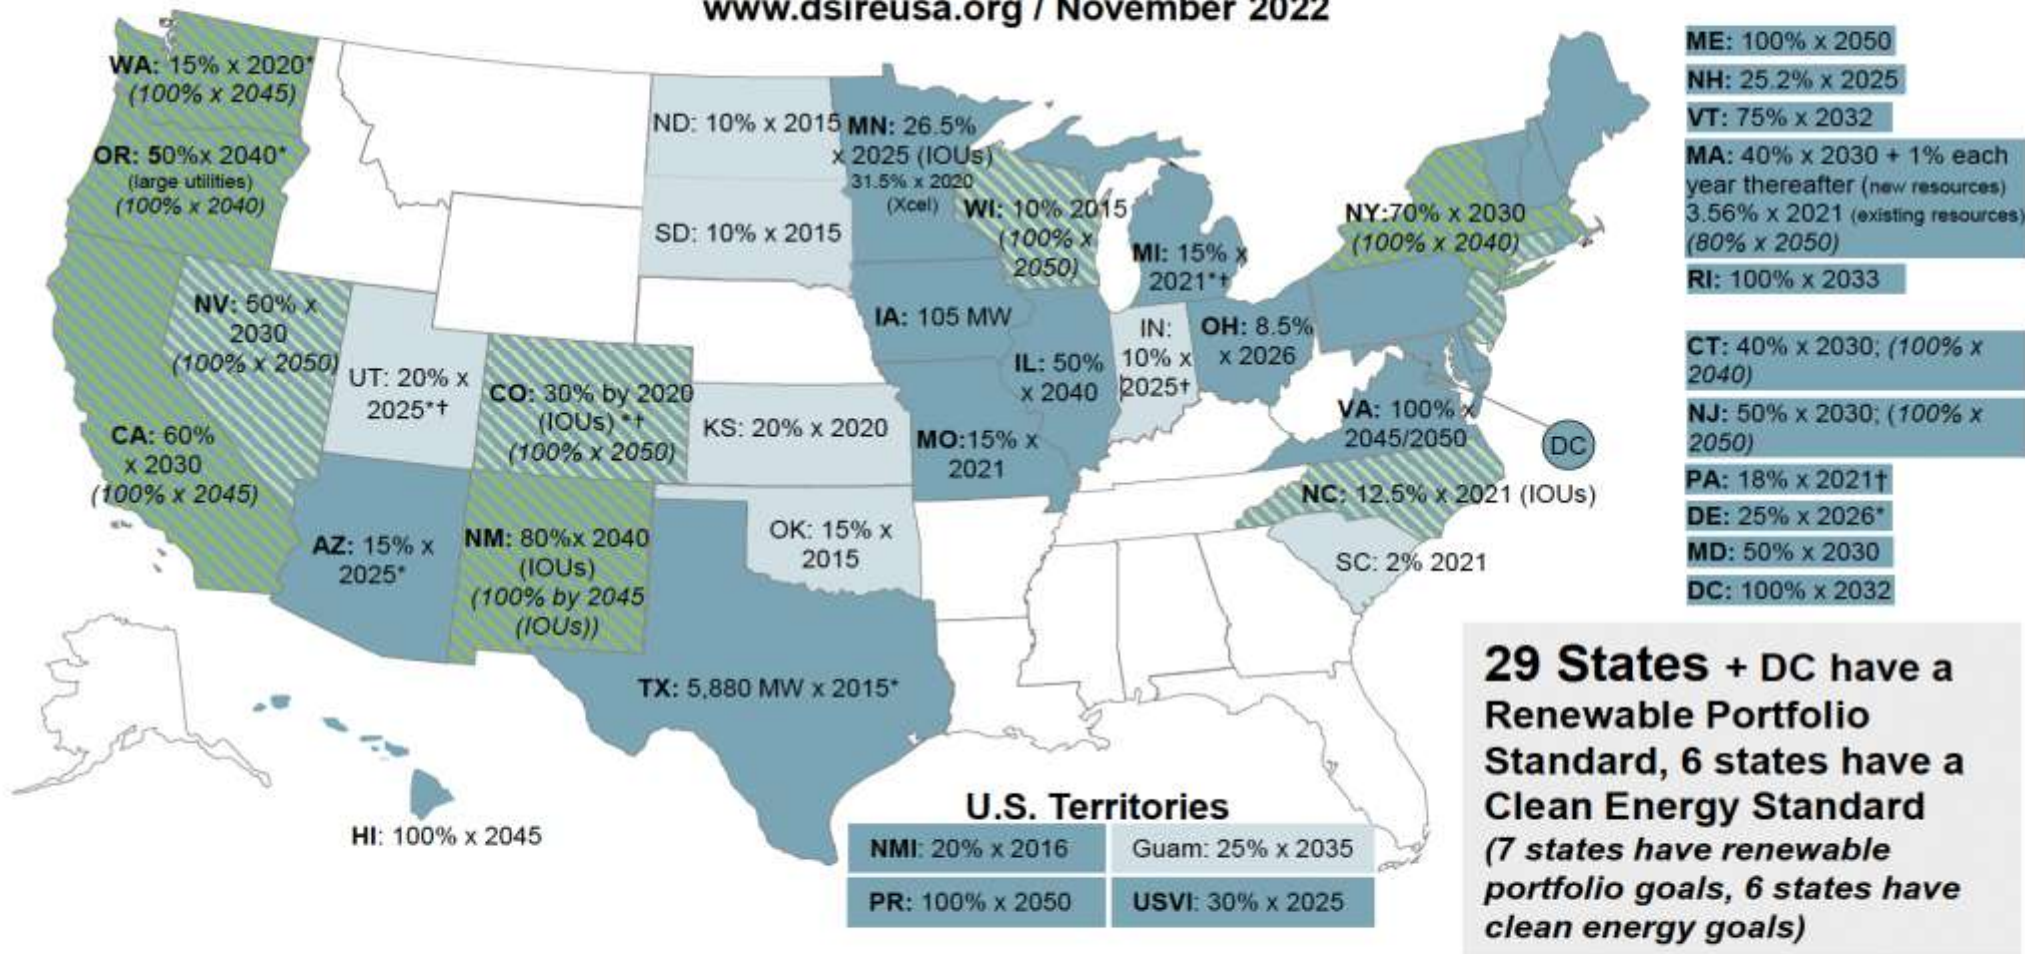 www.dsireusa.org / November 2022
WA: 15% x 2020*
(100% x 2045)
OR: 50%x 2040*
(large utilities)
(100% x 2040)
CA: 60%
x 2030
(100% x 2045)
NV: 50% x
2030
(100% x 2050)
UT: 20% x
2025*†
AZ: 15% x
2025*
CO: 30% by 2020
(IOUs) *†
(100% x 2050)
NM: 80%x 2040
(IOUs)
(100% by 2045
(IOUs))
ND: 10% x 2015
SD: 10% x 2015
KS: 20% x 2020
OK: 15% x
2015
TX: 5,880 MW x 2015*
MN: 26.5%
x 2025 (IOUs)
31.5% x 2020
(Xcel)
WI: 10% 2015
(100% x
2050)
IA: 105 MW
MO:15% x
2021
IL: 50%
x 2040
MI: 15% x
2021*†
IN:
10% x
2025†
OH: 8.5%
x 2026
NY:70% x 2030
(100% x 2040)
VA: 100% x
2045/2050
DC
NC: 12.5% x 2021 (IOUs)
SC: 2% 2021
HI: 100% x 2045
ME: 100% x 2050
NH: 25.2% x 2025
VT: 75% x 2032
MA: 40% x 2030 + 1% each
year thereafter (new resources)
3.56% x 2021 (existing resources)
(80% x 2050)
RI: 100% x 2033
CT: 40% x 2030; (100% x
2040)
NJ: 50% x 2030; (100% x
2050)
PA: 18% x 2021†
DE: 25% x 2026*
MD: 50% x 2030
DC: 100% x 2032
U.S. Territories
NMI: 20% x 2016
Guam: 25% x 2035
PR: 100% x 2050
USVI: 30% x 2025
29 States + DC have a
Renewable Portfolio
Standard, 6 states have a
Clean Energy Standard
(7 states have renewable
portfolio goals, 6 states have
clean energy goals)